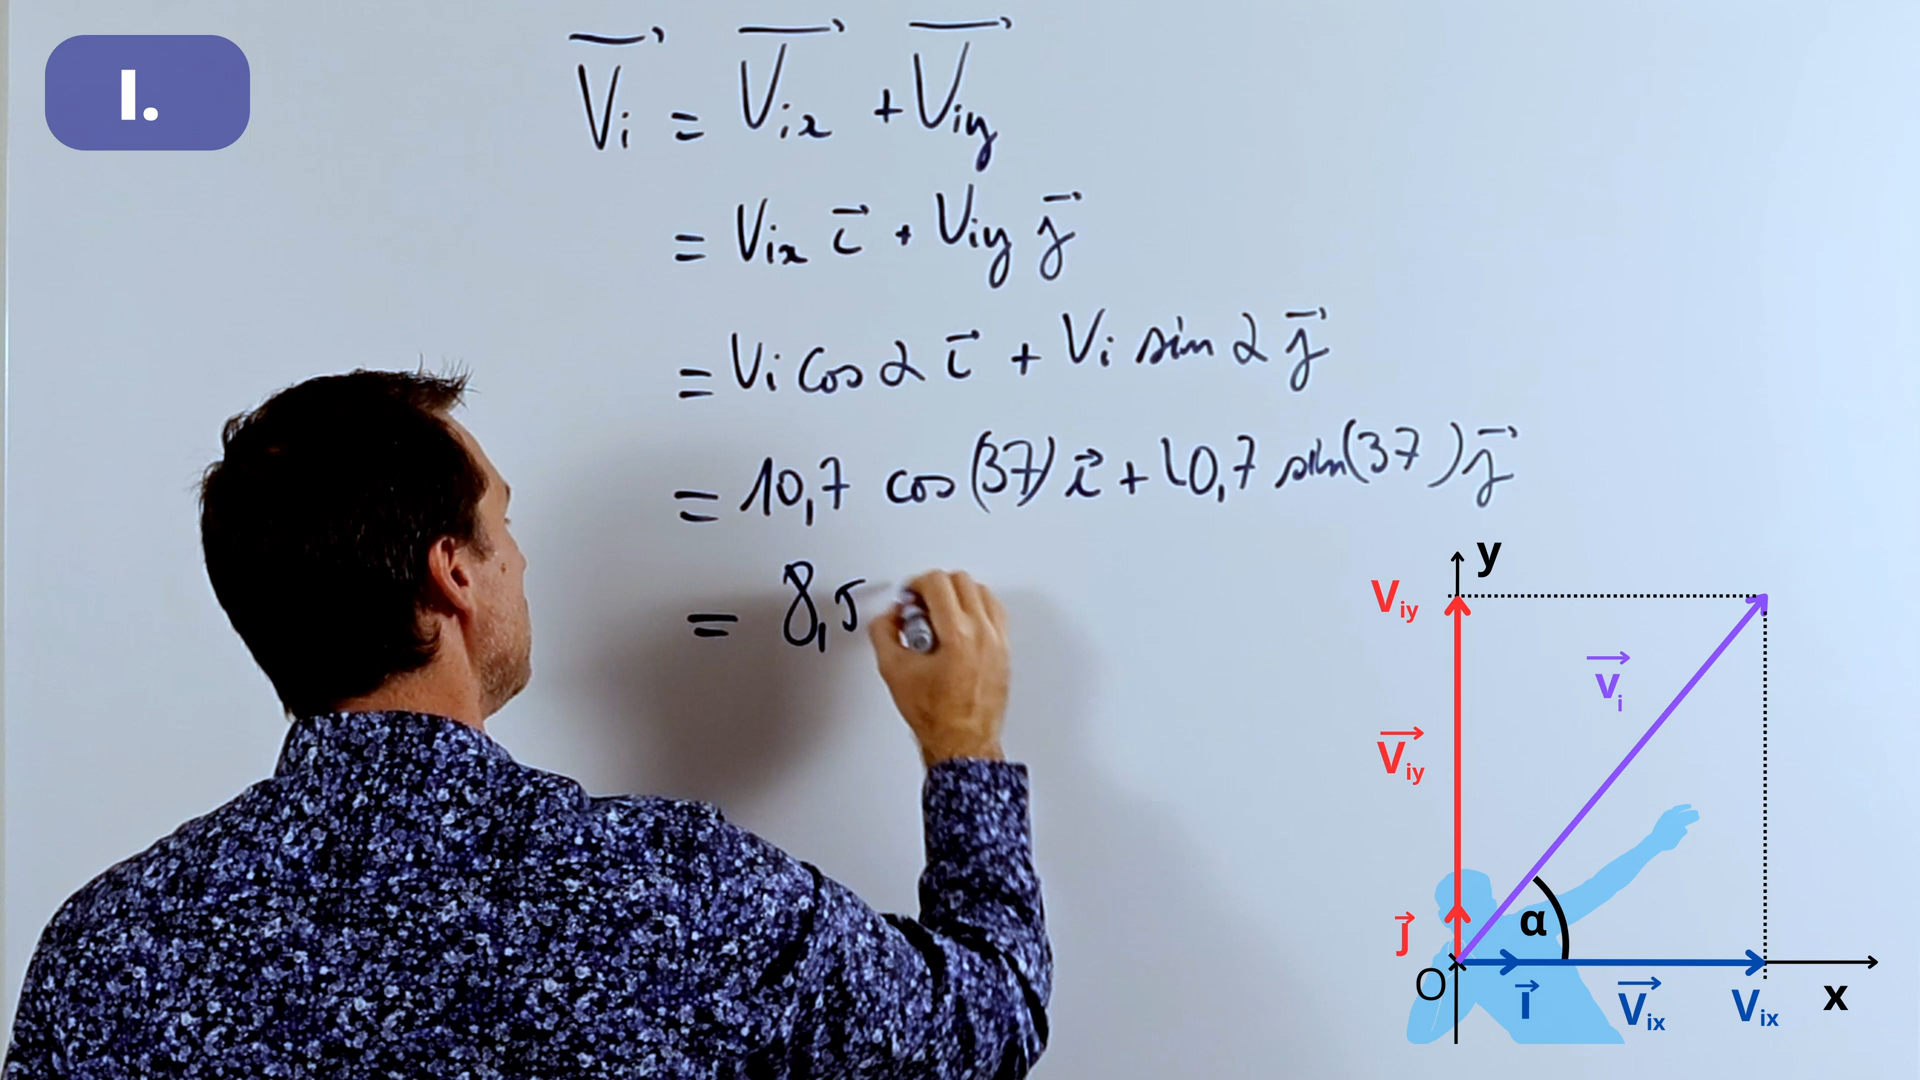 I.
V⃗i = V⃗ix + V⃗iy
= Vix i⃗ + Viy j⃗
= Vi cos α i⃗ + Vi sin α j⃗
= 10,7 cos(37) i⃗ + 10,7 sin(37) j⃗
= 8,5
y
Viy
V⃗i
V⃗iy
α
J⃗
O
I⃗
V⃗ix
Vix
x